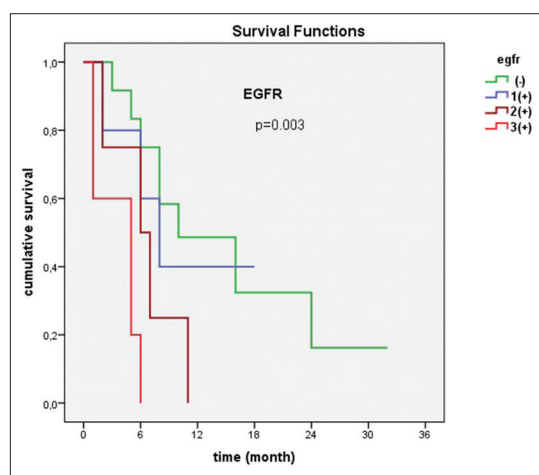 Survival Functions
egfr
(-)
1(+)
2(+)
3(+)
EGFR
p=0.003
cumulative survival
1,0
0,8
0,6
0,4
0,2
0,0
0 6 12 18 24 30 36
time (month)